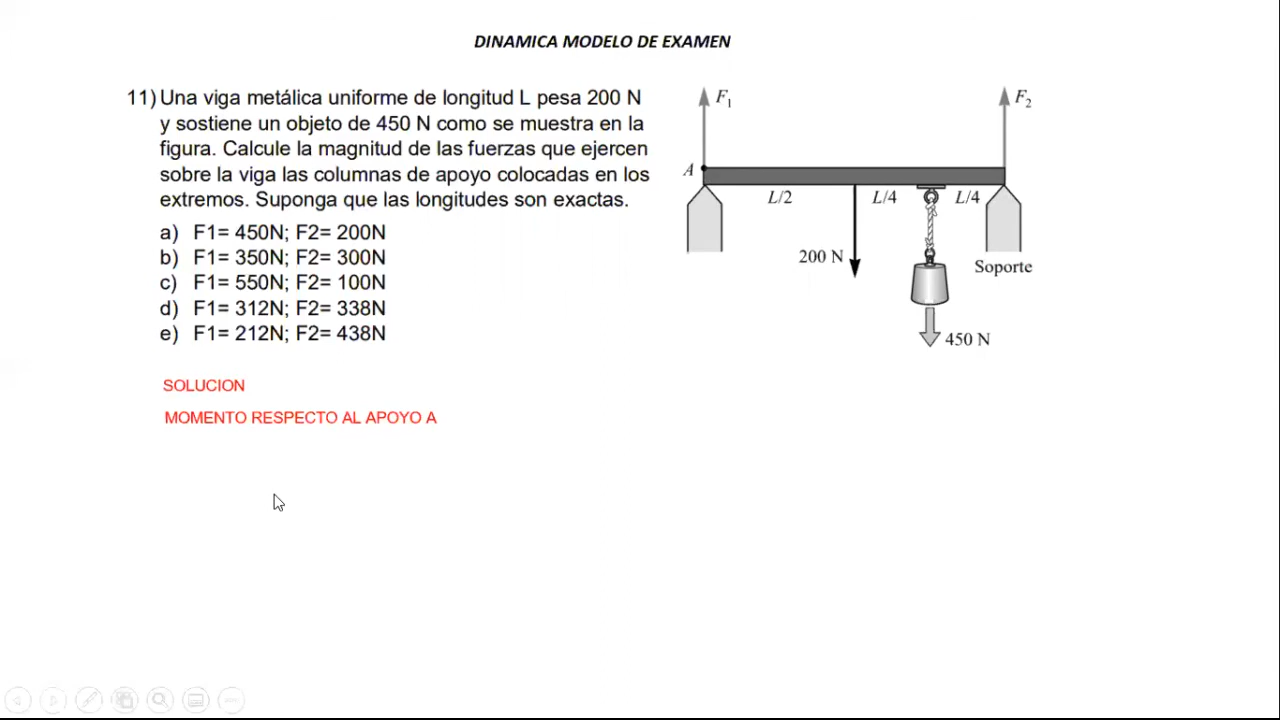 DINAMICA MODELO DE EXAMEN
11) Una viga metálica uniforme de longitud L pesa 200 N
y sostiene un objeto de 450 N como se muestra en la
figura. Calcule la magnitud de las fuerzas que ejercen
sobre la viga las columnas de apoyo colocadas en los
extremos. Suponga que las longitudes son exactas.
a) F1= 450N; F2= 200N
b) F1= 350N; F2= 300N
c) F1= 550N; F2= 100N
d) F1= 312N; F2= 338N
e) F1= 212N; F2= 438N
F1 F2
A
L/2 L/4 L/4
200 N
Soporte
450 N
SOLUCION
MOMENTO RESPECTO AL APOYO A